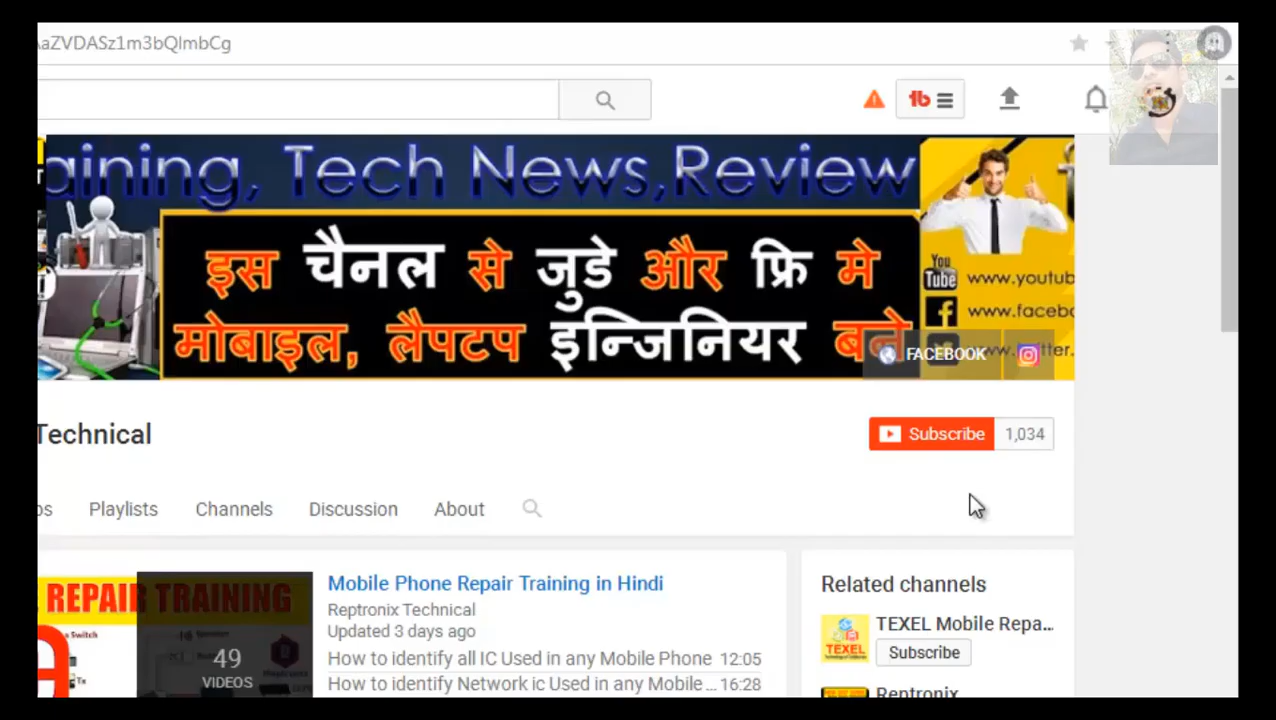 aZVDASz1m3bQlmbCg
aining, Tech News,Review
इस चैनल से जुडे और फ्रि मे
मोबाइल, लैपटप इन्जिनियर बने
You
Tube
www.youtub
www.facebo
FACEBOOK
Technical
Subscribe 1,034
os Playlists Channels Discussion About
REPAIR TRAINING
49
VIDEOS
Mobile Phone Repair Training in Hindi
Reptronix Technical
Updated 3 days ago
How to identify all IC Used in any Mobile Phone 12:05
How to identify Network ic Used in any Mobile ... 16:28
Related channels
TEXEL Mobile Repa...
TEXEL
Subscribe
Reptronix